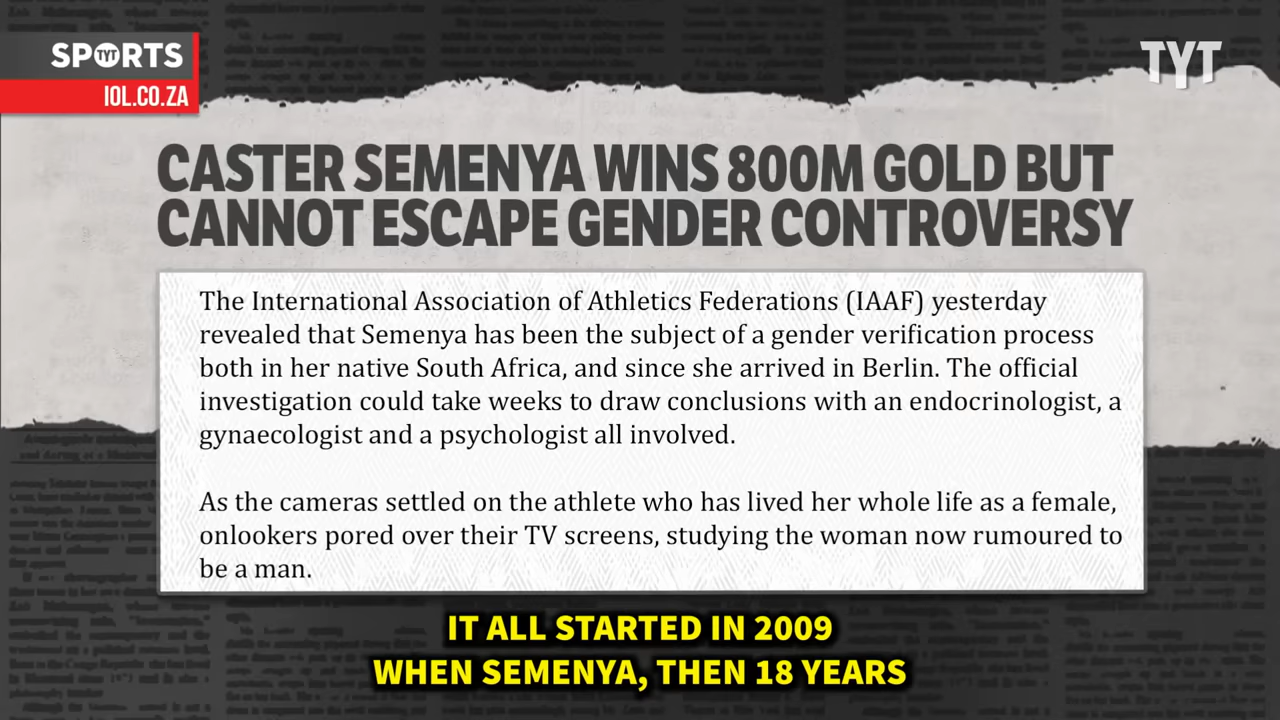 SPORTS
TYT
IOL.CO.ZA
TYT
CASTER SEMENYA WINS 800M GOLD BUT
CANNOT ESCAPE GENDER CONTROVERSY
The International Association of Athletics Federations (IAAF) yesterday
revealed that Semenya has been the subject of a gender verification process
both in her native South Africa, and since she arrived in Berlin. The official
investigation could take weeks to draw conclusions with an endocrinologist, a
gynaecologist and a psychologist all involved.
As the cameras settled on the athlete who has lived her whole life as a female,
onlookers pored over their TV screens, studying the woman now rumoured to
be a man.
IT ALL STARTED IN 2009
WHEN SEMENYA, THEN 18 YEARS